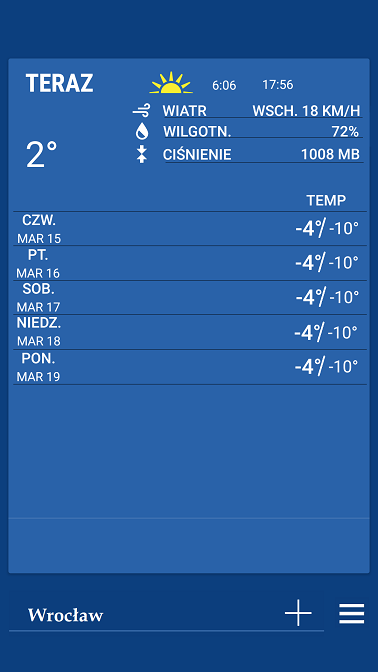 TERAZ
6:06 17:56
WIATR WSCH. 18 KM/H
WILGOTN. 72%
2°
CIŚNIENIE 1008 MB
TEMP
CZW.
MAR 15
-4°/-10°
PT.
MAR 16
-4°/-10°
SOB.
MAR 17
-4°/-10°
NIEDZ.
MAR 18
-4°/-10°
PON.
MAR 19
-4°/-10°
Wrocław